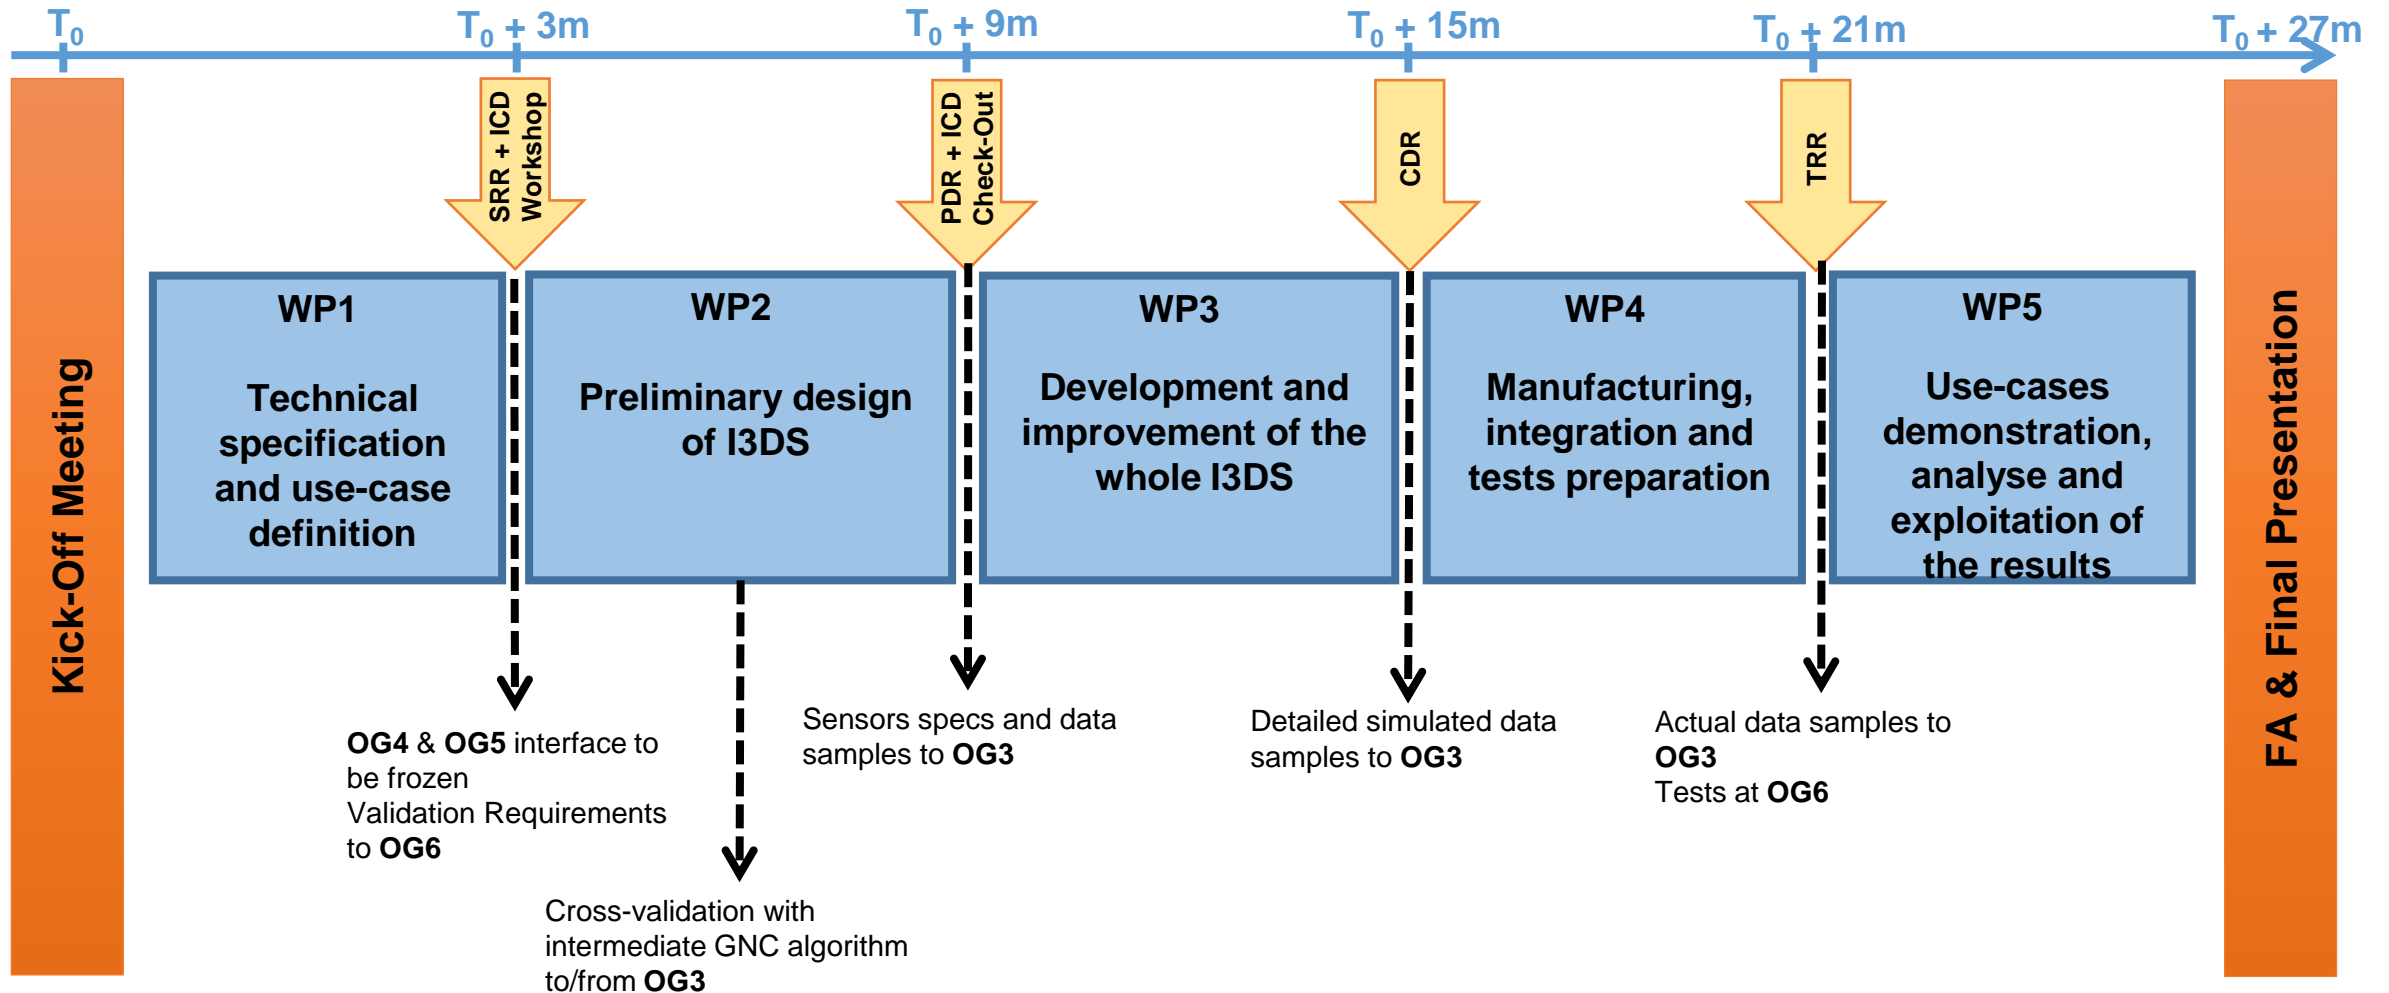 T0
T0 + 3m
T0 + 9m
T0 + 15m
T0 + 21m
T0 + 27m
SRR + ICD
Workshop
PDR + ICD
Check-Out
CDR
TRR
Kick-Off Meeting
WP1
Technical
specification
and use-case
definition
WP2
Preliminary design
of I3DS
WP3
Development and
improvement of the
whole I3DS
WP4
Manufacturing,
integration and
tests preparation
WP5
Use-cases
demonstration,
analyse and
exploitation of
the results
FA & Final Presentation
OG4 & OG5 interface to
be frozen
Validation Requirements
to OG6
Cross-validation with
intermediate GNC algorithm
to/from OG3
Sensors specs and data
samples to OG3
Detailed simulated data
samples to OG3
Actual data samples to
OG3
Tests at OG6